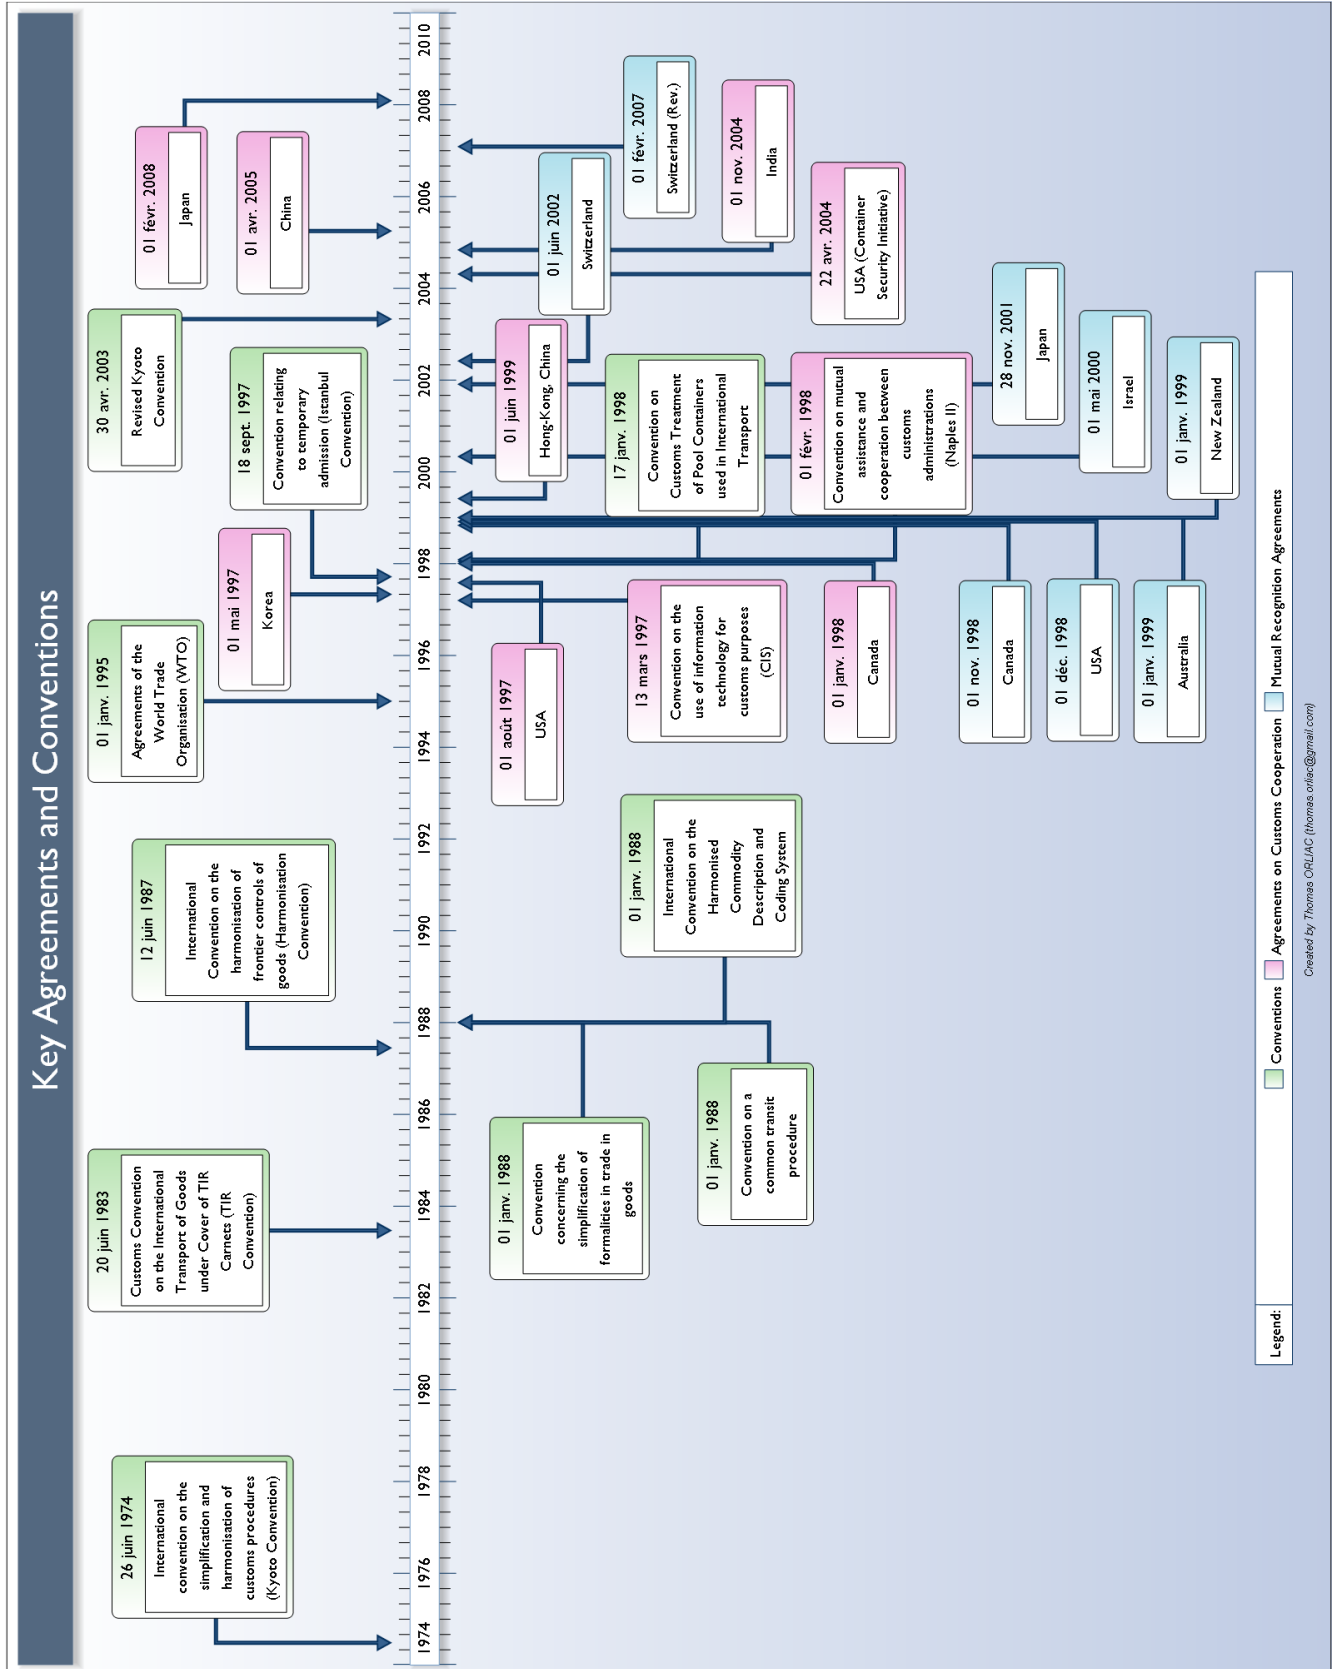 Key Agreements and Conventions
26 juin 1974
International
convention on the
simplification and
harmonisation of
customs procedures
(Kyoto Convention)
20 juin 1983
Customs Convention
on the International
Transport of Goods
under Cover of TIR
Carnets (TIR
Convention)
12 juin 1987
International
Convention on the
harmonisation of
frontier controls of
goods (Harmonisation
Convention)
01 janv. 1995
Agreements of the
World Trade
Organisation (WTO)
01 mai 1997
Korea
18 sept. 1997
Convention relating
to temporary
admission (Istanbul
Convention)
30 avr. 2003
Revised Kyoto
Convention
01 avr. 2005
China
01 févr. 2008
Japan
1974
1976
1978
1980
1982
1984
1986
1988
1990
1992
1994
1996
1998
2000
2002
2004
2006
2008
2010
01 janv. 1988
Convention
concerning the
simplification of
formalities in trade in
goods
01 janv. 1988
Convention on a
common transit
procedure
01 janv. 1988
International
Convention on the
Harmonised
Commodity
Description and
Coding System
01 août 1997
USA
13 mars 1997
Convention on the
use of information
technology for
customs purposes
(CIS)
01 janv. 1998
Canada
01 nov. 1998
Canada
01 déc. 1998
USA
01 janv. 1999
Australia
01 juin 1999
Hong-Kong, China
17 janv. 1998
Convention on
Customs Treatment
of Pool Containers
used in International
Transport
01 févr. 1998
Convention on mutual
assistance and
cooperation between
customs
administrations
(Naples II)
28 nov. 2001
Japan
01 mai 2000
Israel
01 janv. 1999
New Zealand
01 juin 2002
Switzerland
01 févr. 2007
Switzerland (Rev.)
01 nov. 2004
India
22 avr. 2004
USA (Container
Security Initiative)
Legend:
Conventions
Agreements on Customs Cooperation
Mutual Recognition Agreements
Created by Thomas ORLIAC (thomas.orliac@gmail.com)